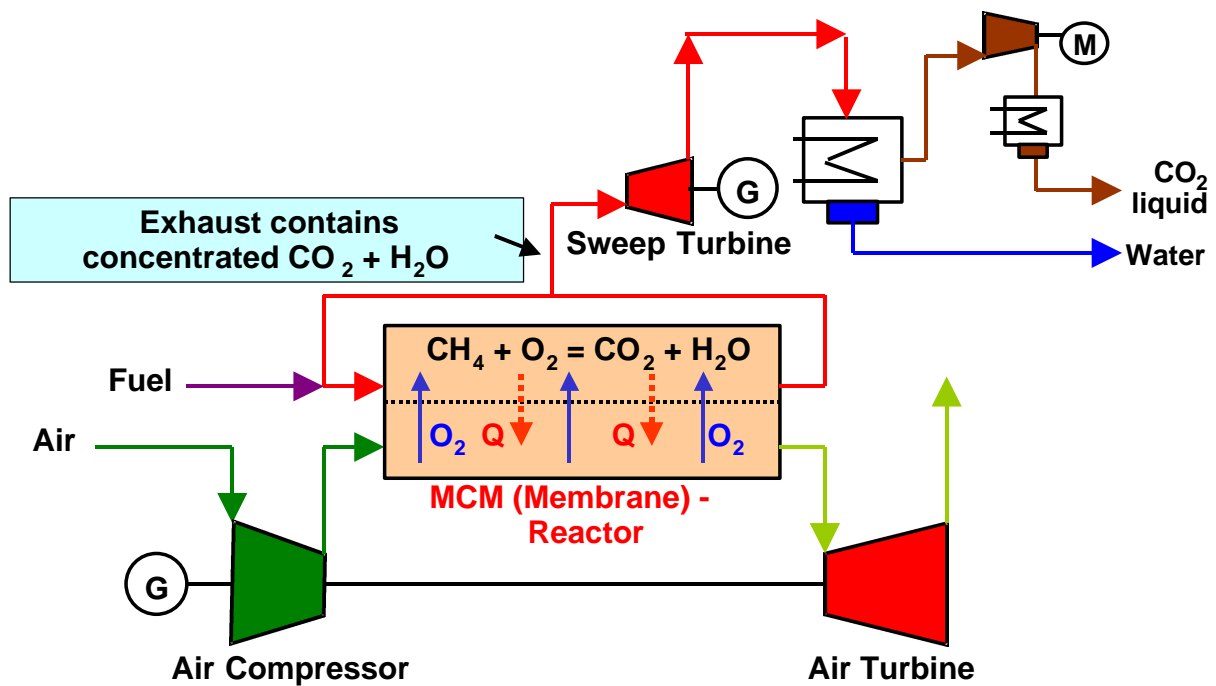 M
G
CO₂
liquid
Exhaust contains
concentrated CO₂ + H₂O
Sweep Turbine
Water
CH₄ + O₂ = CO₂ + H₂O
Fuel
Air
O₂ Q Q O₂
MCM (Membrane) -
Reactor
G
Air Compressor
Air Turbine